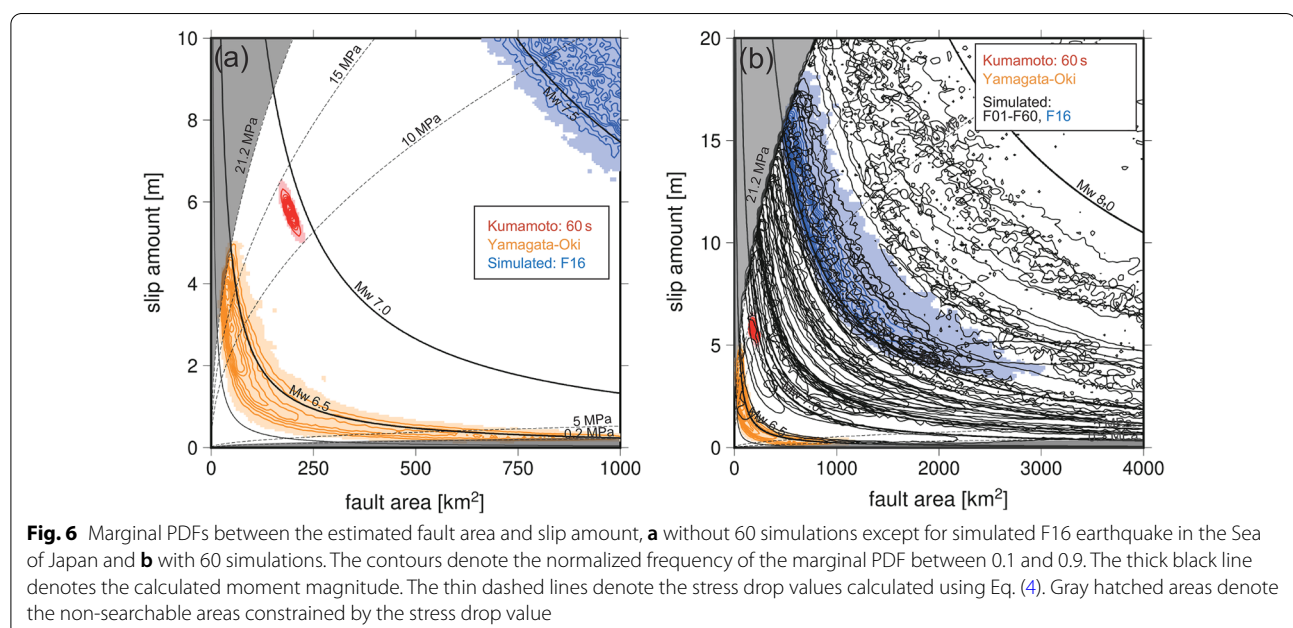 (a)
10
8
6
4
2
0
slip amount [m]
0
250
500
750
1000
fault area [km²]
21.2 MPa
15 MPa
10 MPa
5 MPa
0.2 MPa
Mw 7.5
Mw 7.0
Mw 6.5
Kumamoto: 60 s
Yamagata-Oki
Simulated: F16
(b)
20
15
10
5
0
slip amount [m]
0
1000
2000
3000
4000
fault area [km²]
21.2 MPa
Mw 8.0
Mw 6.5
Kumamoto: 60 s
Yamagata-Oki
Simulated:
F01-F60, F16
Fig. 6 Marginal PDFs between the estimated fault area and slip amount, a without 60 simulations except for simulated F16 earthquake in the Sea
of Japan and b with 60 simulations. The contours denote the normalized frequency of the marginal PDF between 0.1 and 0.9. The thick black line
denotes the calculated moment magnitude. The thin dashed lines denote the stress drop values calculated using Eq. (4). Gray hatched areas denote
the non-searchable areas constrained by the stress drop value